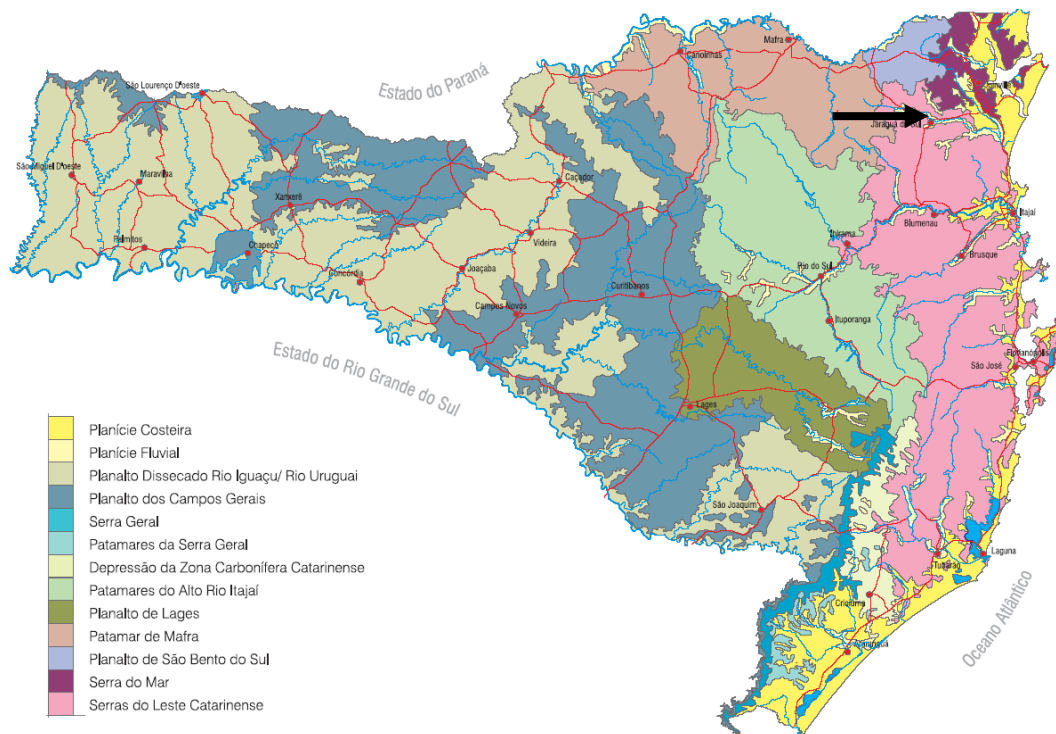 Mafra
Canoinhas
Estado do Paraná
São Lourenço D'oeste
Joinville
Jaraguá do Sul
São Miguel D'oeste
Maravilha
Caçador
Xanxerê
Itajaí
Blumenau
Palmitos
Chapecó
Videira
Ibirama
Brusque
Concórdia
Joaçaba
Rio do Sul
Curitibanos
Campos Novos
Ituporanga
Estado do Rio Grande do Sul
Florianópolis
São José
Lages
Planície Costeira
Planície Fluvial
Planalto Dissecado Rio Iguaçu/ Rio Uruguai
Planalto dos Campos Gerais
São Joaquim
Serra Geral
Patamares da Serra Geral
Laguna
Tubarão
Depressão da Zona Carbonífera Catarinense
Patamares do Alto Rio Itajaí
Criciúma
Planalto de Lages
Oceano Atlântico
Patamar de Mafra
Araranguá
Planalto de São Bento do Sul
Serra do Mar
Serras do Leste Catarinense